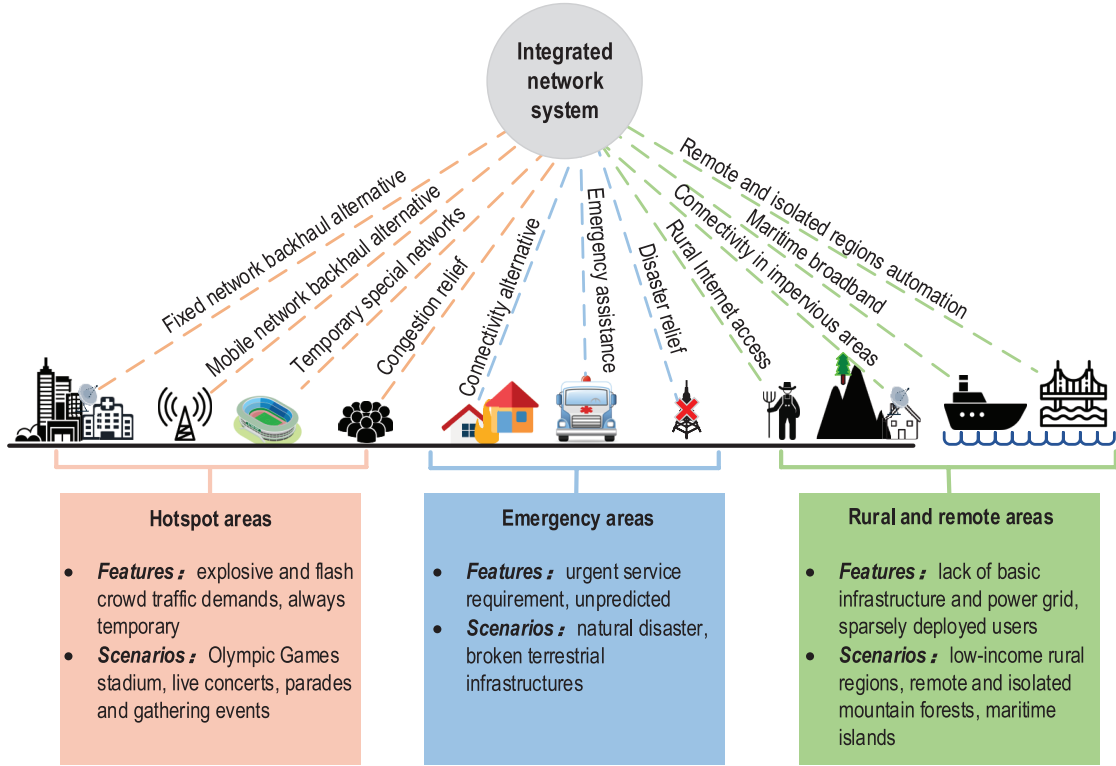 Integrated
network
system
Fixed network backhaul alternative
Mobile network backhaul alternative
Temporary special networks
Congestion relief
Connectivity alternative
Emergency assistance
Disaster relief
Rural Internet access
Connectivity in impervious areas
Maritime broadband
Remote and isolated regions automation
Hotspot areas
• Features：explosive and flash
crowd traffic demands, always
temporary
• Scenarios：Olympic Games
stadium, live concerts, parades
and gathering events
Emergency areas
• Features：urgent service
requirement, unpredicted
• Scenarios：natural disaster,
broken terrestrial
infrastructures
Rural and remote areas
• Features：lack of basic
infrastructure and power grid,
sparsely deployed users
• Scenarios：low-income rural
regions, remote and isolated
mountain forests, maritime
islands